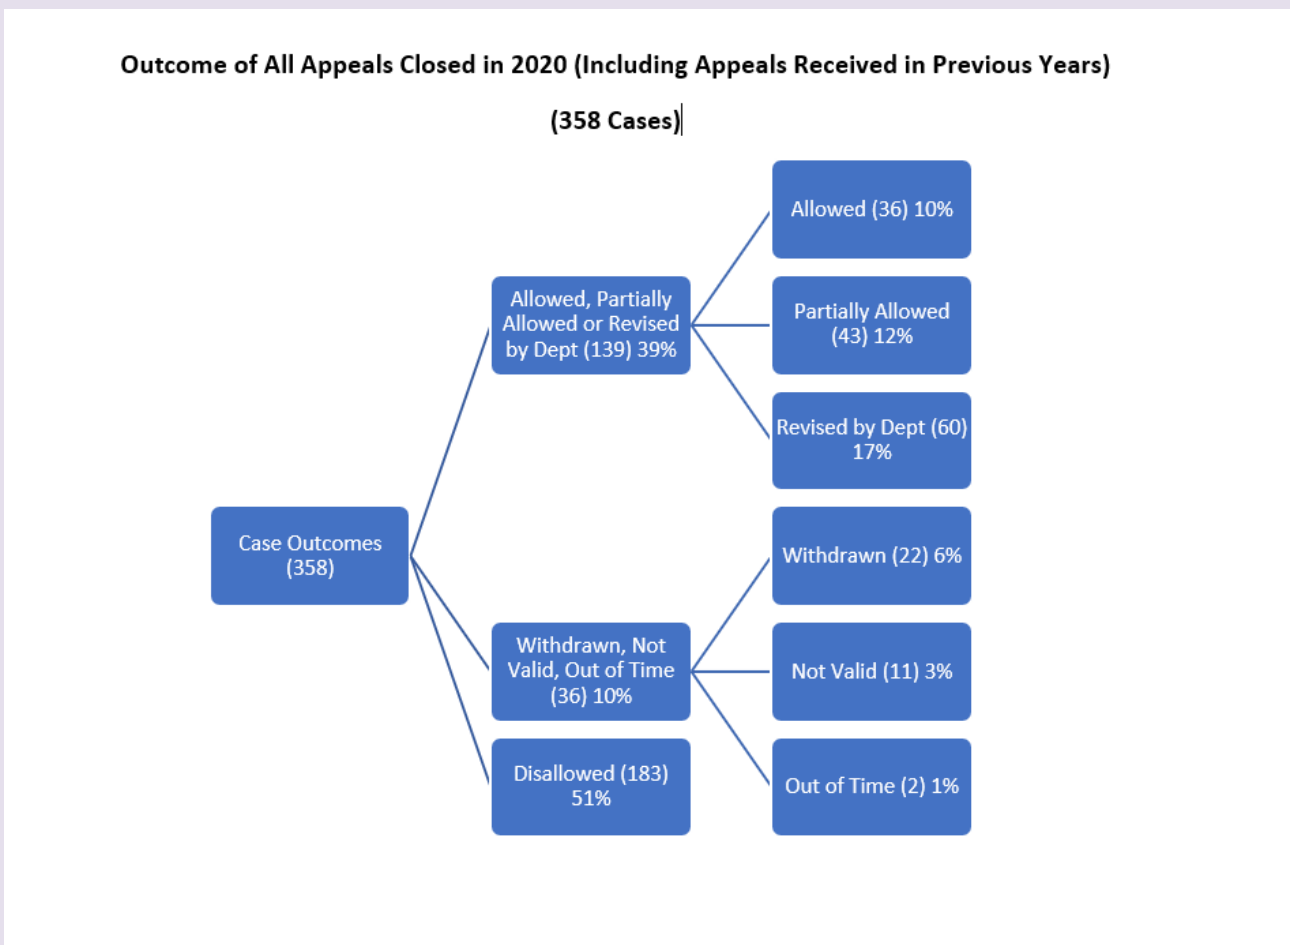 Outcome of All Appeals Closed in 2020 (Including Appeals Received in Previous Years)
(358 Cases)
Allowed (36) 10%
Allowed, Partially
Allowed or Revised
by Dept (139) 39%
Partially Allowed
(43) 12%
Revised by Dept (60)
17%
Case Outcomes
(358)
Withdrawn (22) 6%
Withdrawn, Not
Valid, Out of Time
(36) 10%
Not Valid (11) 3%
Disallowed (183)
51%
Out of Time (2) 1%